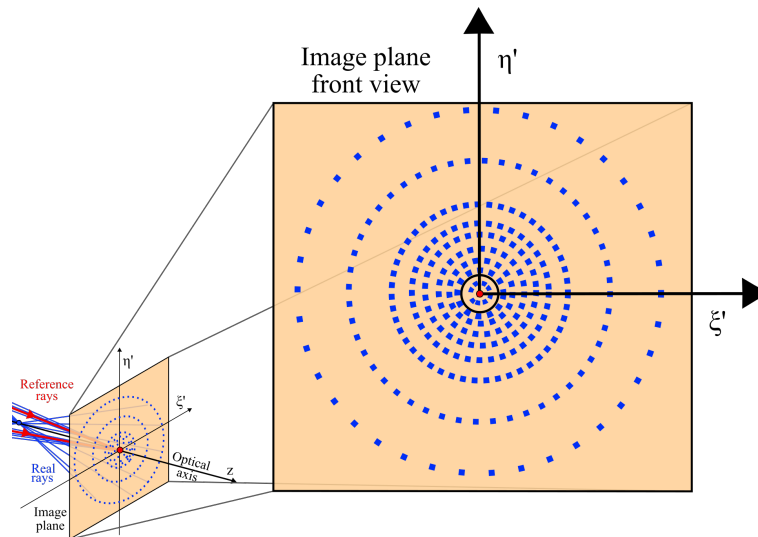 Image plane
front view
η'
ξ'
η'
ξ'
Reference
rays
Real
rays
Optical
axis
z
Image
plane